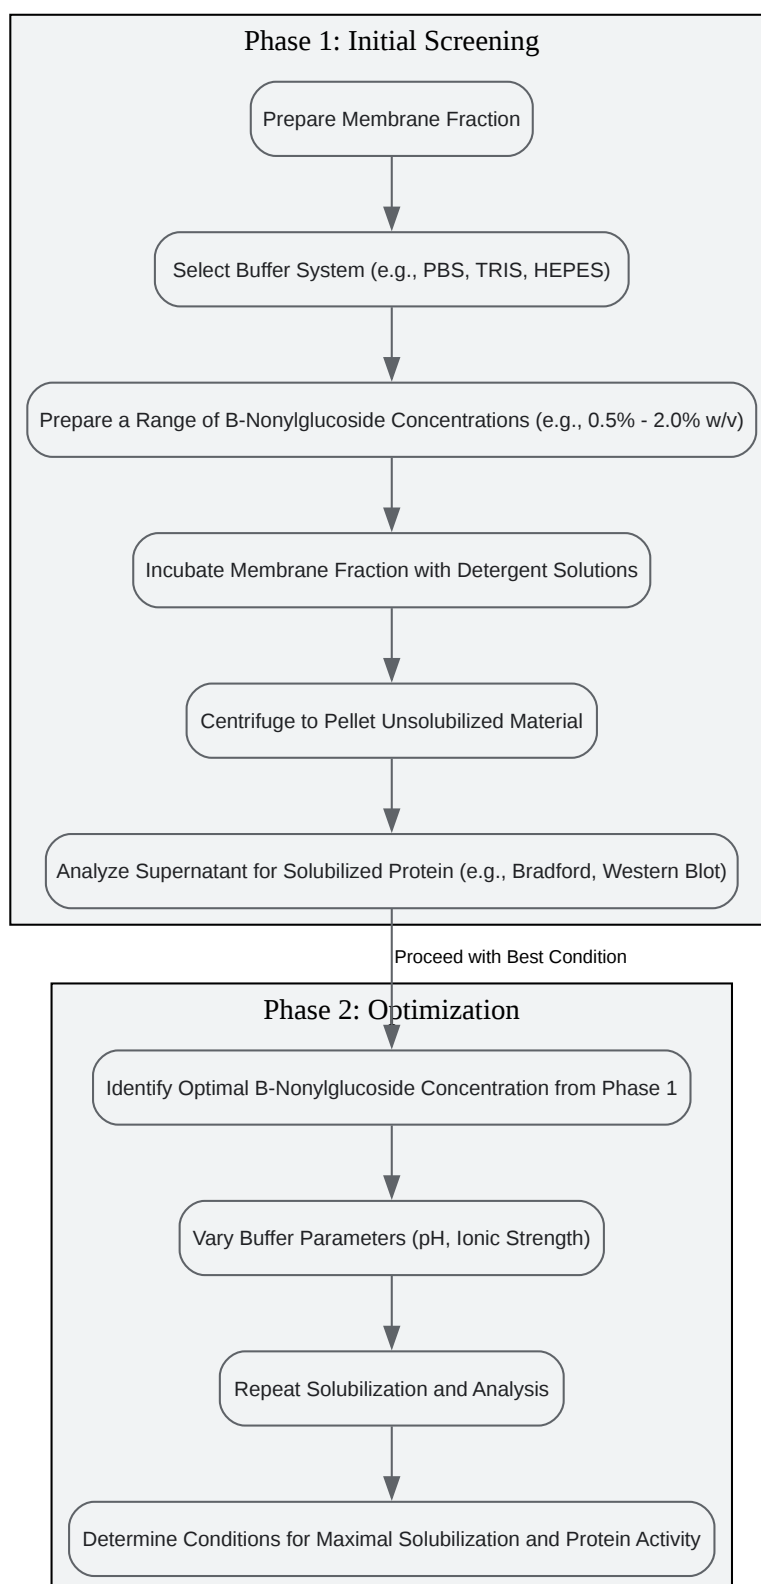 Phase 1: Initial Screening
Prepare Membrane Fraction
Select Buffer System (e.g., PBS, TRIS, HEPES)
Prepare a Range of B-Nonylglucoside Concentrations (e.g., 0.5% - 2.0% w/v)
Incubate Membrane Fraction with Detergent Solutions
Centrifuge to Pellet Unsolubilized Material
Analyze Supernatant for Solubilized Protein (e.g., Bradford, Western Blot)
Proceed with Best Condition
Phase 2: Optimization
Identify Optimal B-Nonylglucoside Concentration from Phase 1
Vary Buffer Parameters (pH, Ionic Strength)
Repeat Solubilization and Analysis
Determine Conditions for Maximal Solubilization and Protein Activity